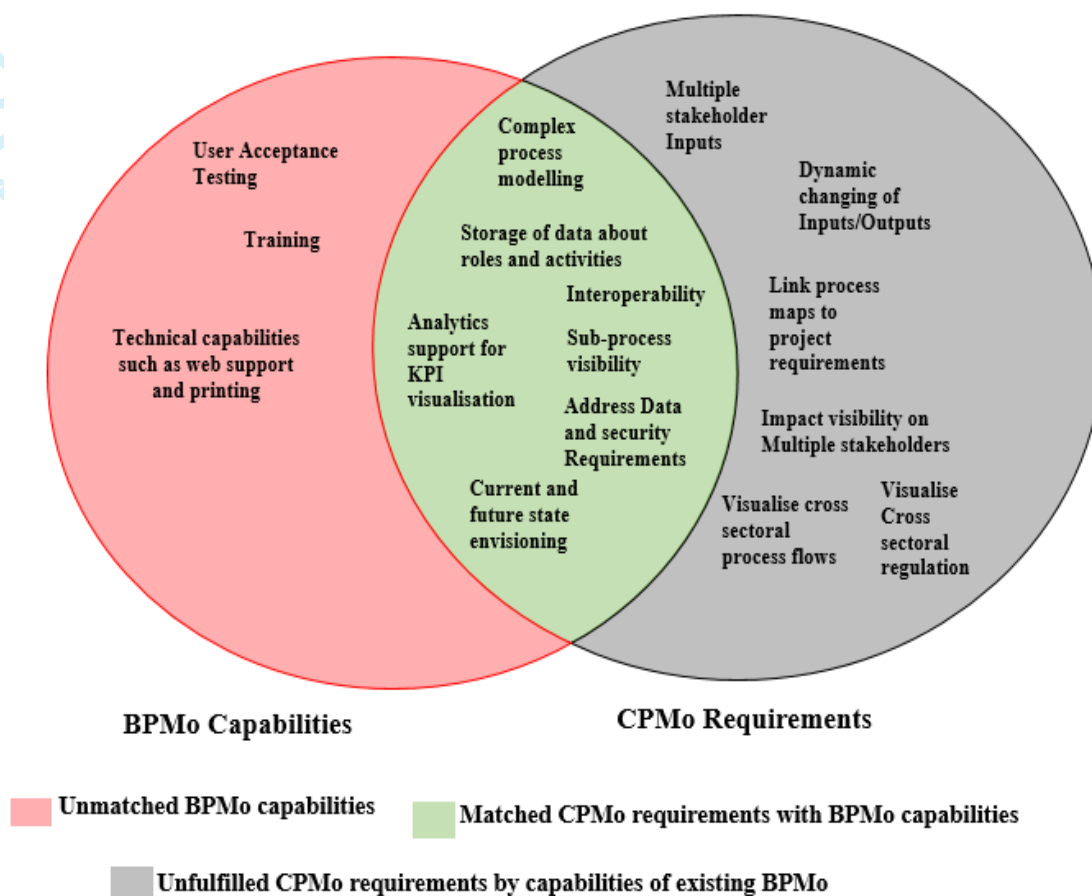 User Acceptance
Testing
Training
Technical capabilities
such as web support
and printing
Complex
process
modelling
Storage of data about
roles and activities
Interoperability
Analytics
support for
KPI
visualisation
Sub-process
visibility
Address Data
and security
Requirements
Current and
future state
envisioning
Multiple
stakeholder
Inputs
Dynamic
changing of
Inputs/Outputs
Link process
maps to
project
requirements
Impact visibility on
Multiple stakeholders
Visualise cross
sectoral
process flows
Visualise
Cross
sectoral
regulation
BPMo Capabilities
CPMo Requirements
Unmatched BPMo capabilities
Matched CPMo requirements with BPMo capabilities
Unfulfilled CPMo requirements by capabilities of existing BPMo